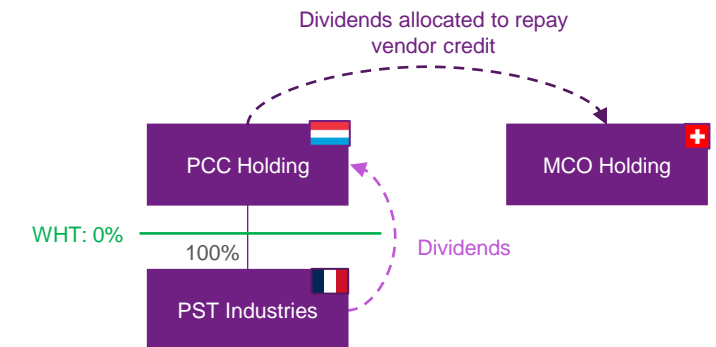 Dividends allocated to repay
vendor credit
PCC Holding
MCO Holding
WHT: 0%
100%
Dividends
PST Industries